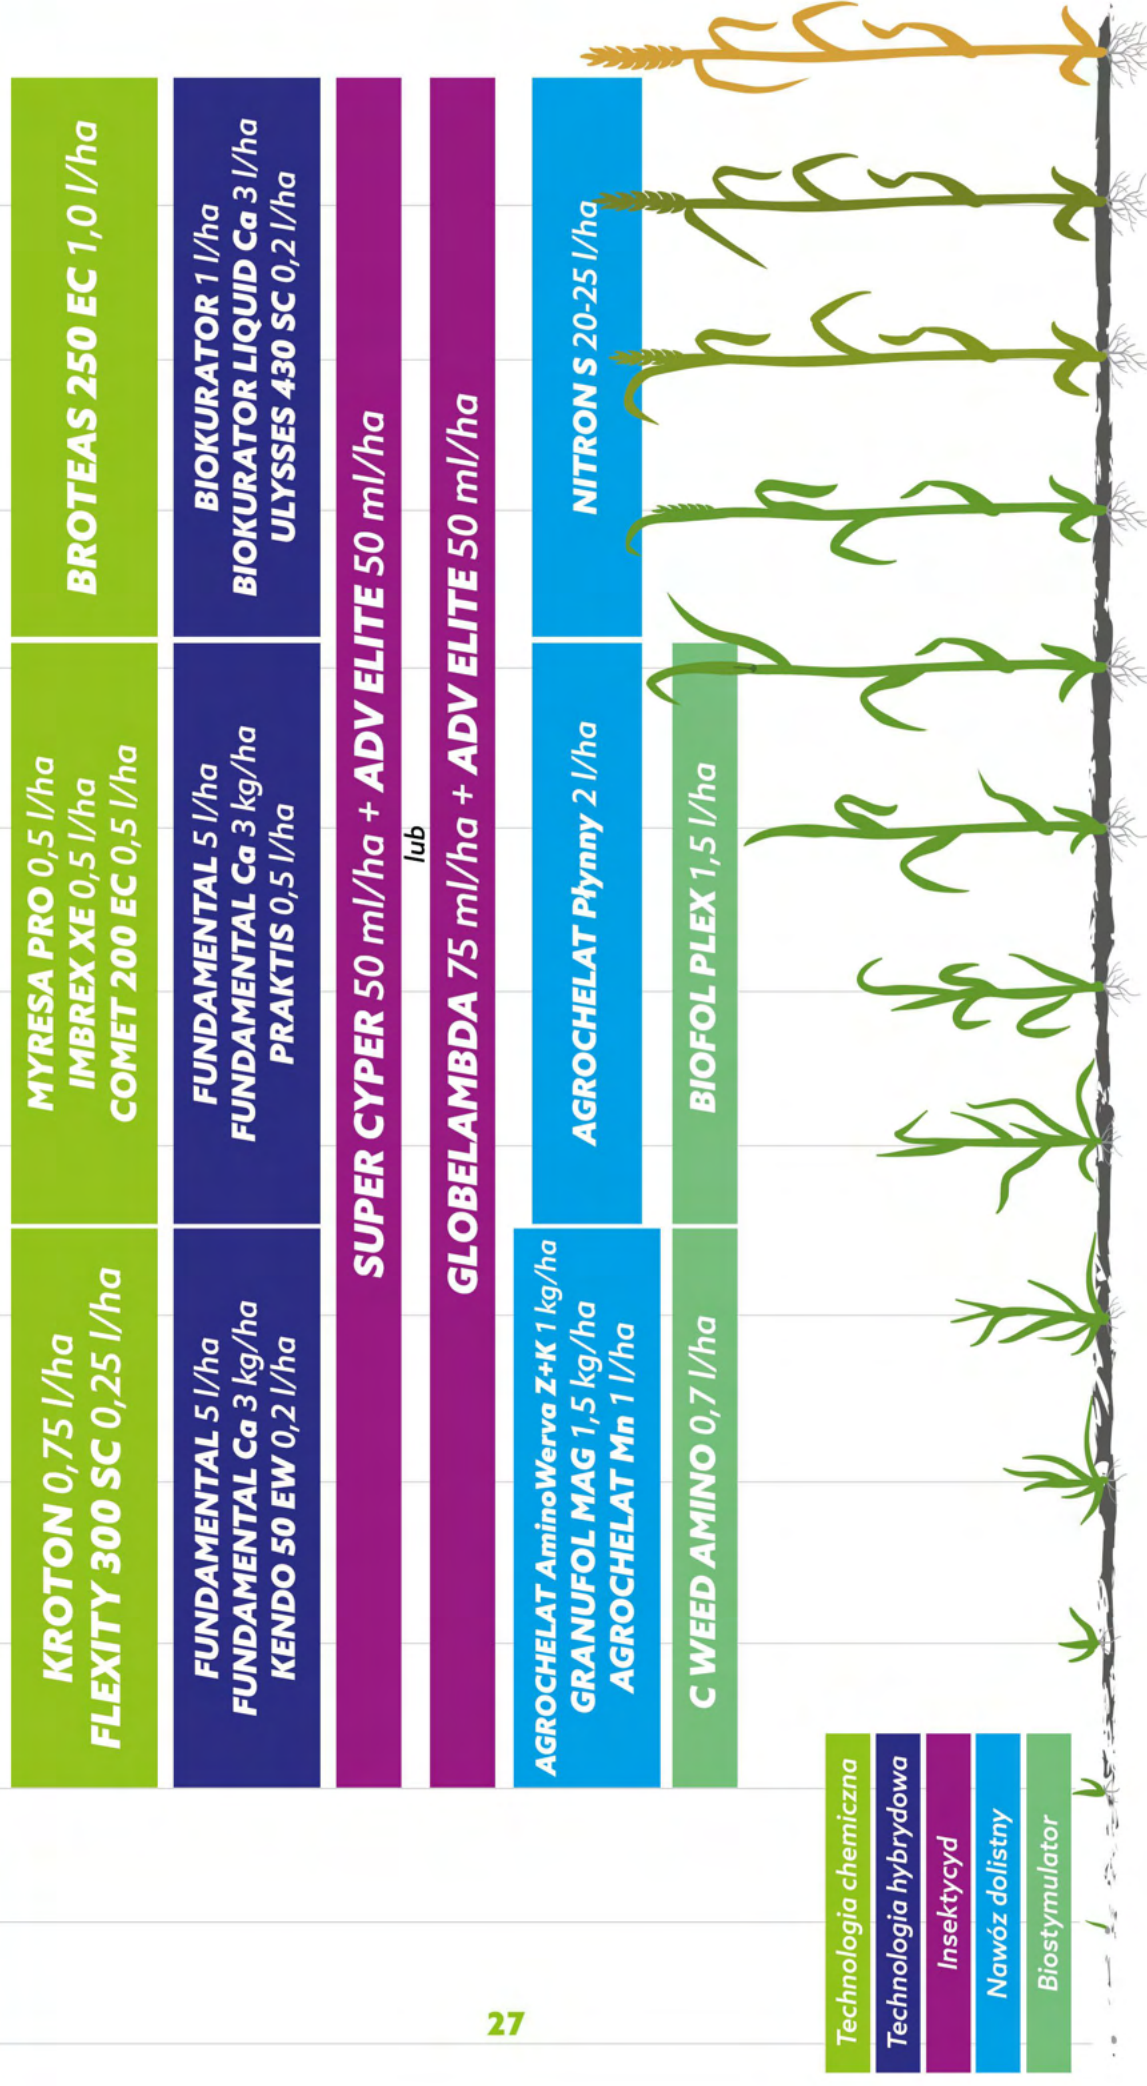 KROTON 0,75 l/ha
FLEXITY 300 SC 0,25 l/ha
MYRESA PRO 0,5 l/ha
IMBREX XE 0,5 l/ha
COMET 200 EC 0,5 l/ha
BROTEAS 250 EC 1,0 l/ha
FUNDAMENTAL 5 l/ha
FUNDAMENTAL Ca 3 kg/ha
KENDO 50 EW 0,2 l/ha
FUNDAMENTAL 5 l/ha
FUNDAMENTAL Ca 3 kg/ha
PRAKTIS 0,5 l/ha
BIOKURATOR 1 l/ha
BIOKURATOR LIQUID Ca 3 l/ha
ULYSSES 430 SC 0,2 l/ha
SUPER CYPER 50 ml/ha + ADV ELITE 50 ml/ha
lub
GLOBELAMBDA 75 ml/ha + ADV ELITE 50 ml/ha
AGROCHELAT AminoWerva Z+K 1 kg/ha
GRANUFOL MAG 1,5 kg/ha
AGROCHELAT Mn 1 l/ha
AGROCHELAT Płynny 2 l/ha
NITRON S 20-25 l/ha
C WEED AMINO 0,7 l/ha
BIOFOL PLEX 1,5 l/ha
Technologia chemiczna
Technologia hybrydowa
Insektycyd
Nawóz dolistny
Biostymulator
27